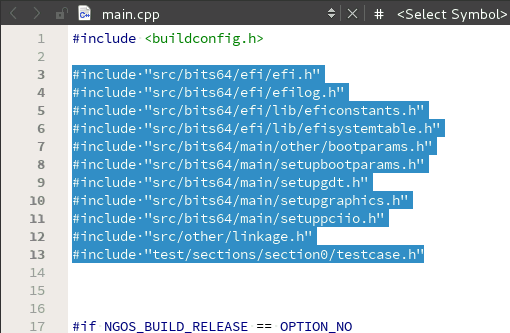 main.cpp # <Select Symbol>
1 #include <buildconfig.h>
2
3 #include "src/bits64/efi/efi.h"
4 #include "src/bits64/efi/efilog.h"
5 #include "src/bits64/efi/lib/eficonstants.h"
6 #include "src/bits64/efi/lib/efisystemtable.h"
7 #include "src/bits64/main/other/bootparams.h"
8 #include "src/bits64/main/setupbootparams.h"
9 #include "src/bits64/main/setupgdt.h"
10 #include "src/bits64/main/setupgraphics.h"
11 #include "src/bits64/main/setuppciio.h"
12 #include "src/other/linkage.h"
13 #include "test/sections/section0/testcase.h"
14
15
16
17 #if NGOS_BUILD_RELEASE == OPTION_NO